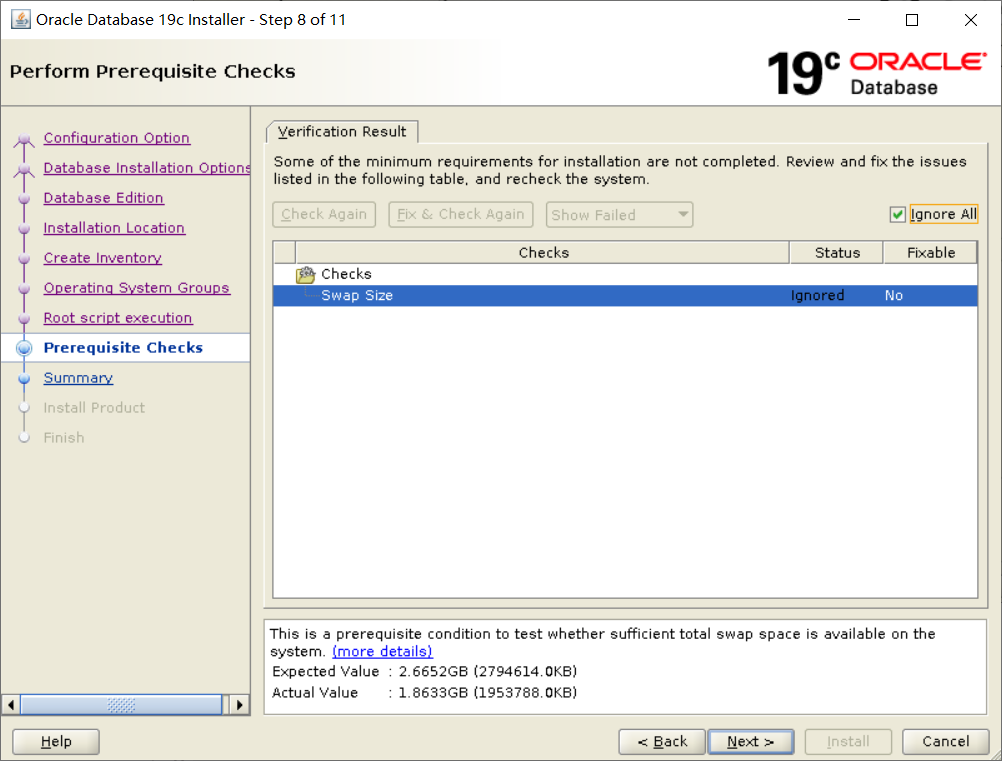 Oracle Database 19c Installer - Step 8 of 11
Perform Prerequisite Checks
19c ORACLE
Database
Configuration Option
Database Installation Options
Database Edition
Installation Location
Create Inventory
Operating System Groups
Root script execution
Prerequisite Checks
Summary
Install Product
Finish
Verification Result
Some of the minimum requirements for installation are not completed. Review and fix the issues
listed in the following table, and recheck the system.
Check Again Fix & Check Again Show Failed Ignore All
Checks Status Fixable
Checks
Swap Size Ignored No
This is a prerequisite condition to test whether sufficient total swap space is available on the
system. (more details)
Expected Value : 2.6652GB (2794614.0KB)
Actual Value : 1.8633GB (1953788.0KB)
Help < Back Next > Install Cancel